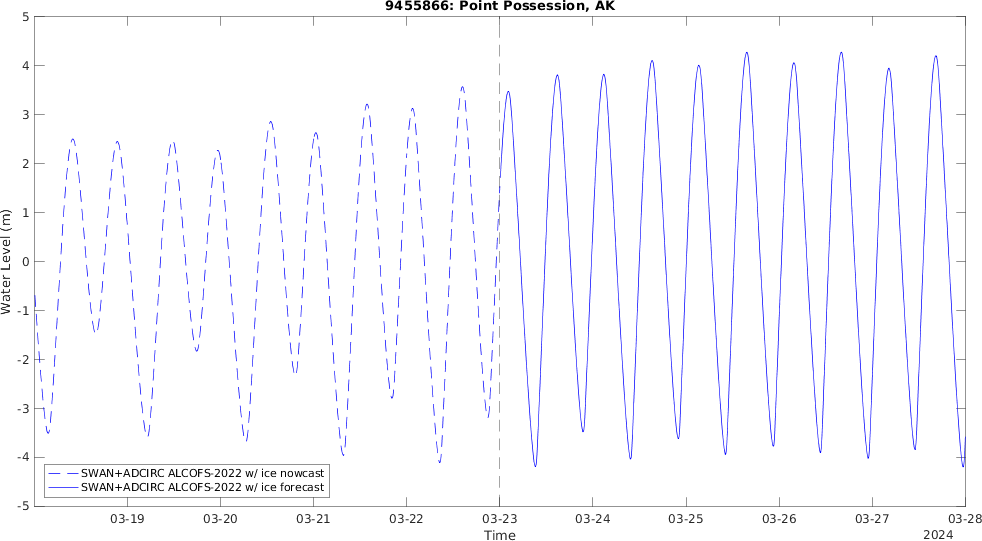 9455866: Point Possession, AK
5
4
3
2
1
0
-1
-2
-3
-4
-5
Water Level (m)
SWAN+ADCIRC ALCOFS-2022 w/ ice nowcast
SWAN+ADCIRC ALCOFS-2022 w/ ice forecast
03-19 03-20 03-21 03-22 03-23 03-24 03-25 03-26 03-27 03-28
Time
2024